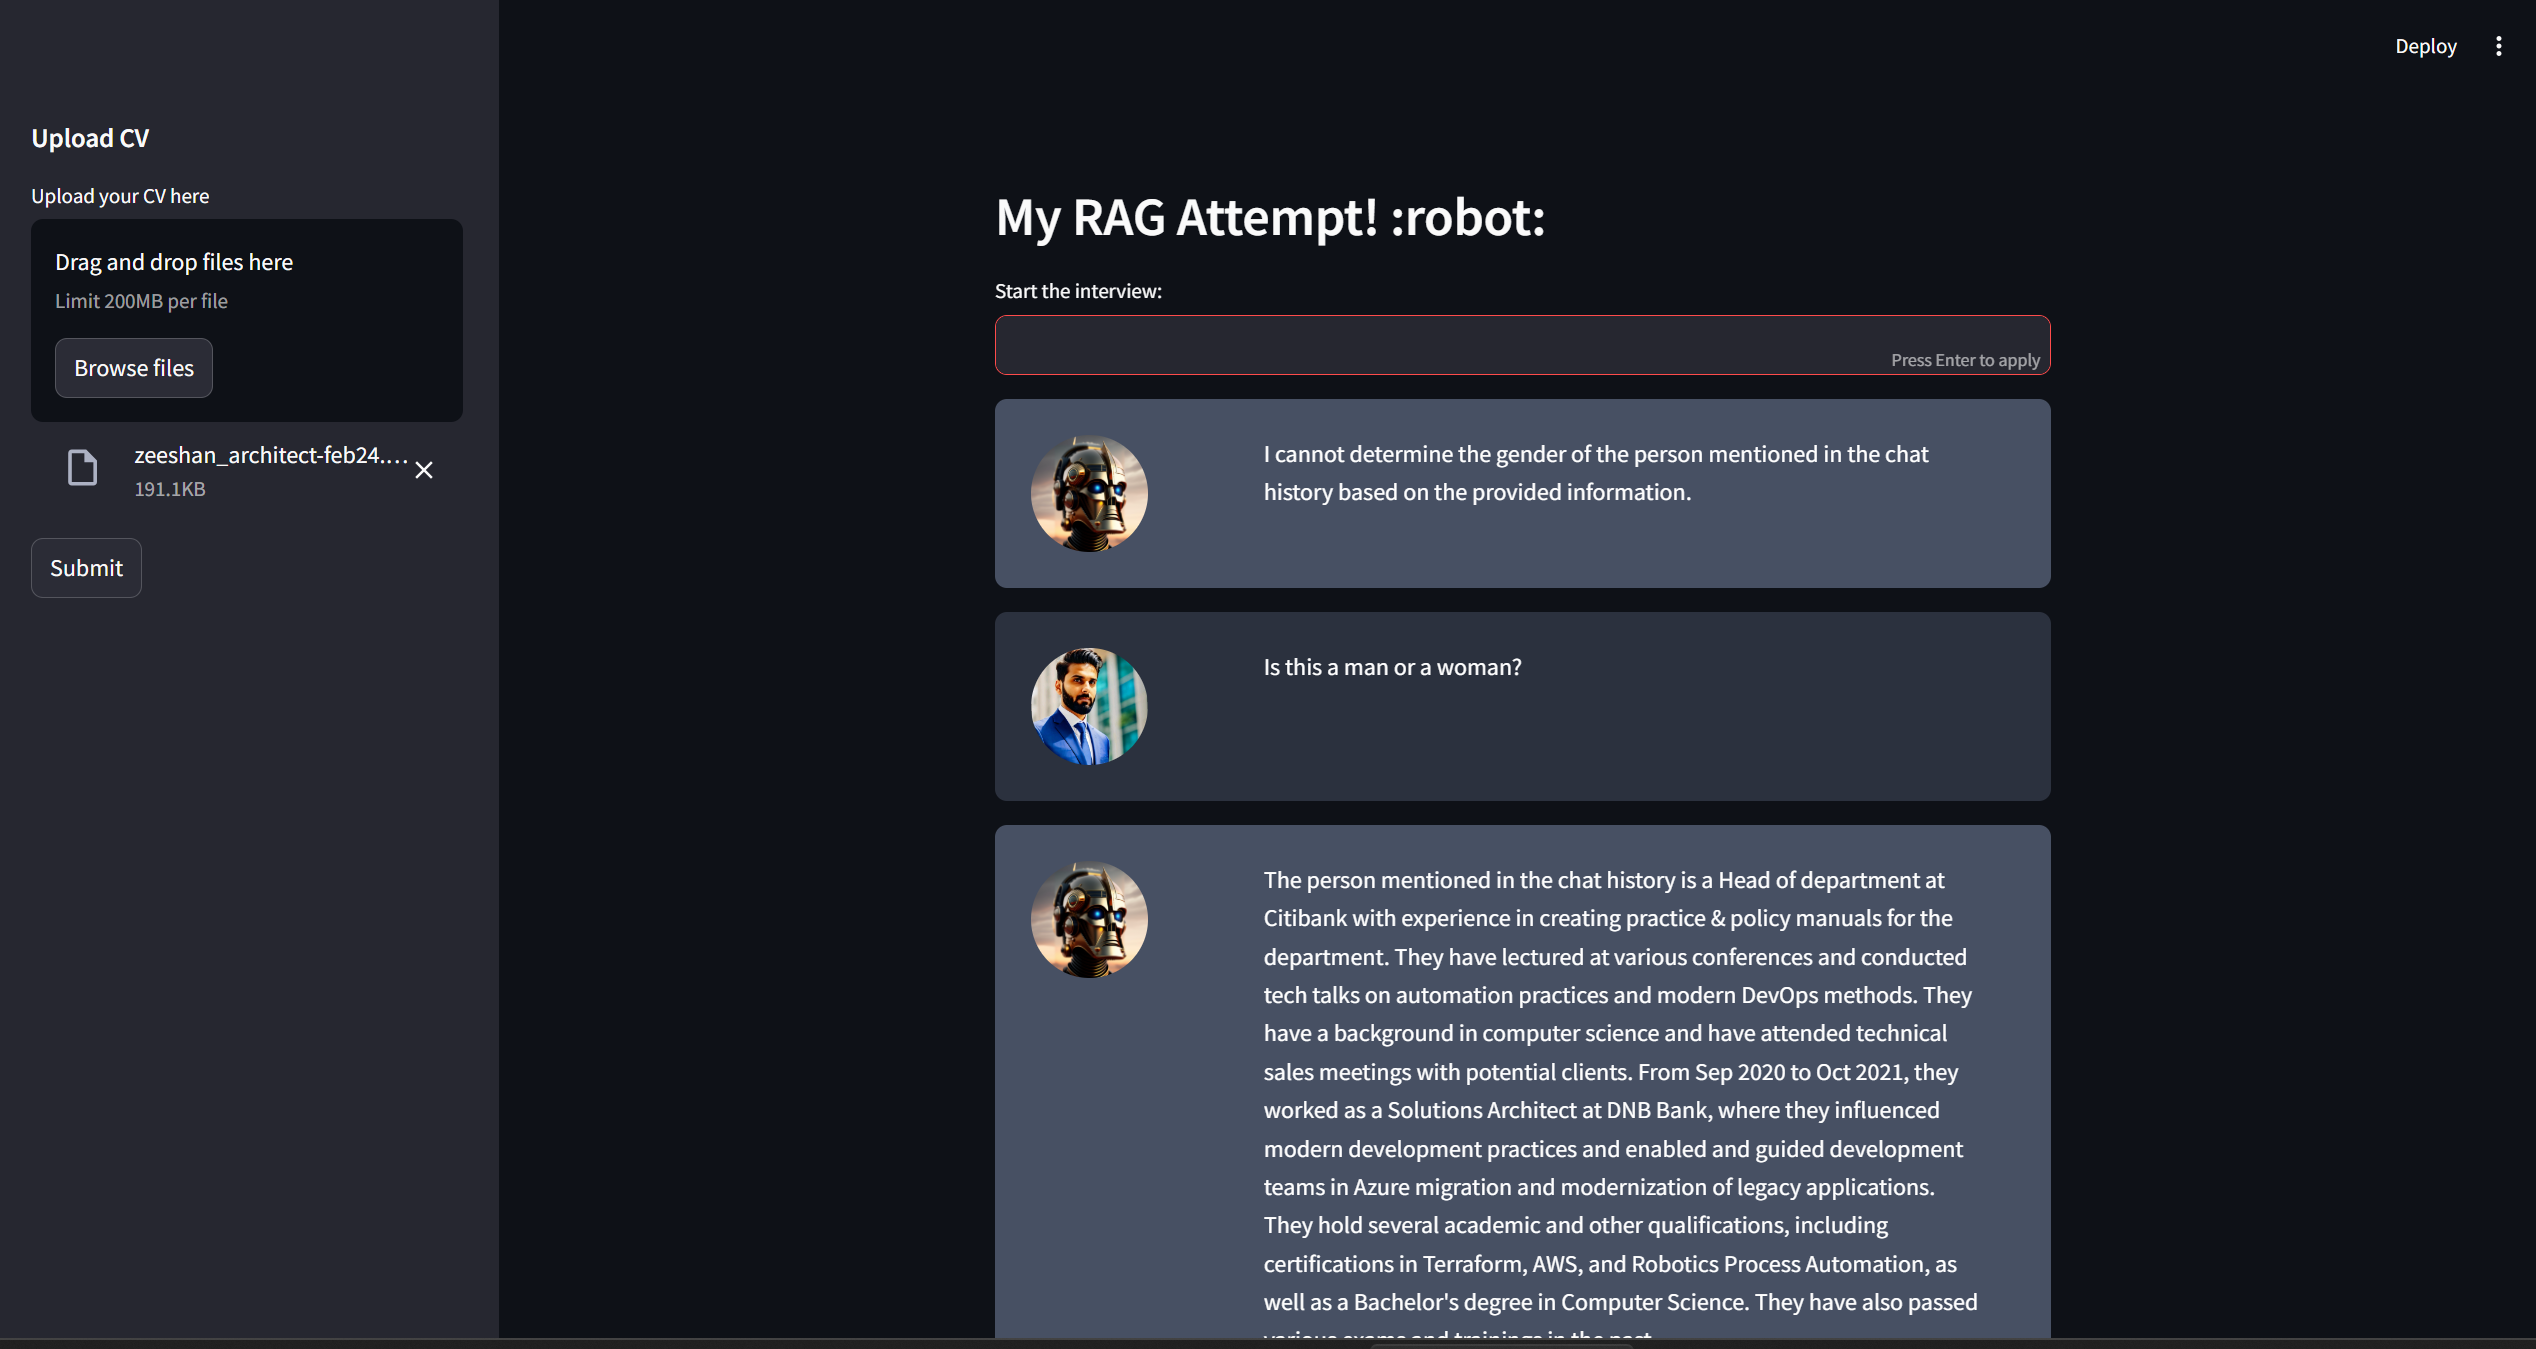 Deploy
Upload CV
Upload your CV here
Drag and drop files here
Limit 200MB per file
Browse files
zeeshan_architect-feb24....
191.1KB
Submit
My RAG Attempt! :robot:
Start the interview:
Press Enter to apply
I cannot determine the gender of the person mentioned in the chat
history based on the provided information.
Is this a man or a woman?
The person mentioned in the chat history is a Head of department at
Citibank with experience in creating practice & policy manuals for the
department. They have lectured at various conferences and conducted
tech talks on automation practices and modern DevOps methods. They
have a background in computer science and have attended technical
sales meetings with potential clients. From Sep 2020 to Oct 2021, they
worked as a Solutions Architect at DNB Bank, where they influenced
modern development practices and enabled and guided development
teams in Azure migration and modernization of legacy applications.
They hold several academic and other qualifications, including
certifications in Terraform, AWS, and Robotics Process Automation, as
well as a Bachelor's degree in Computer Science. They have also passed
various exams and trainings in the past